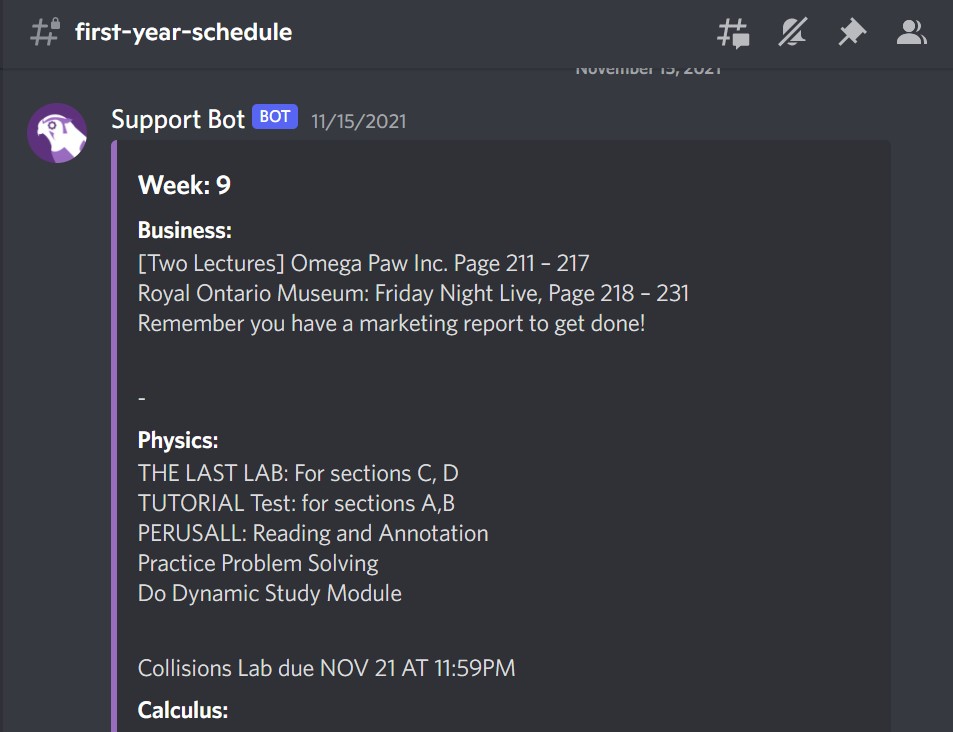 first-year-schedule
November 15, 2021
Support Bot BOT 11/15/2021
Week: 9
Business:
[Two Lectures] Omega Paw Inc. Page 211 – 217
Royal Ontario Museum: Friday Night Live, Page 218 – 231
Remember you have a marketing report to get done!
-
Physics:
THE LAST LAB: For sections C, D
TUTORIAL Test: for sections A,B
PERUSALL: Reading and Annotation
Practice Problem Solving
Do Dynamic Study Module
Collisions Lab due NOV 21 AT 11:59PM
Calculus: